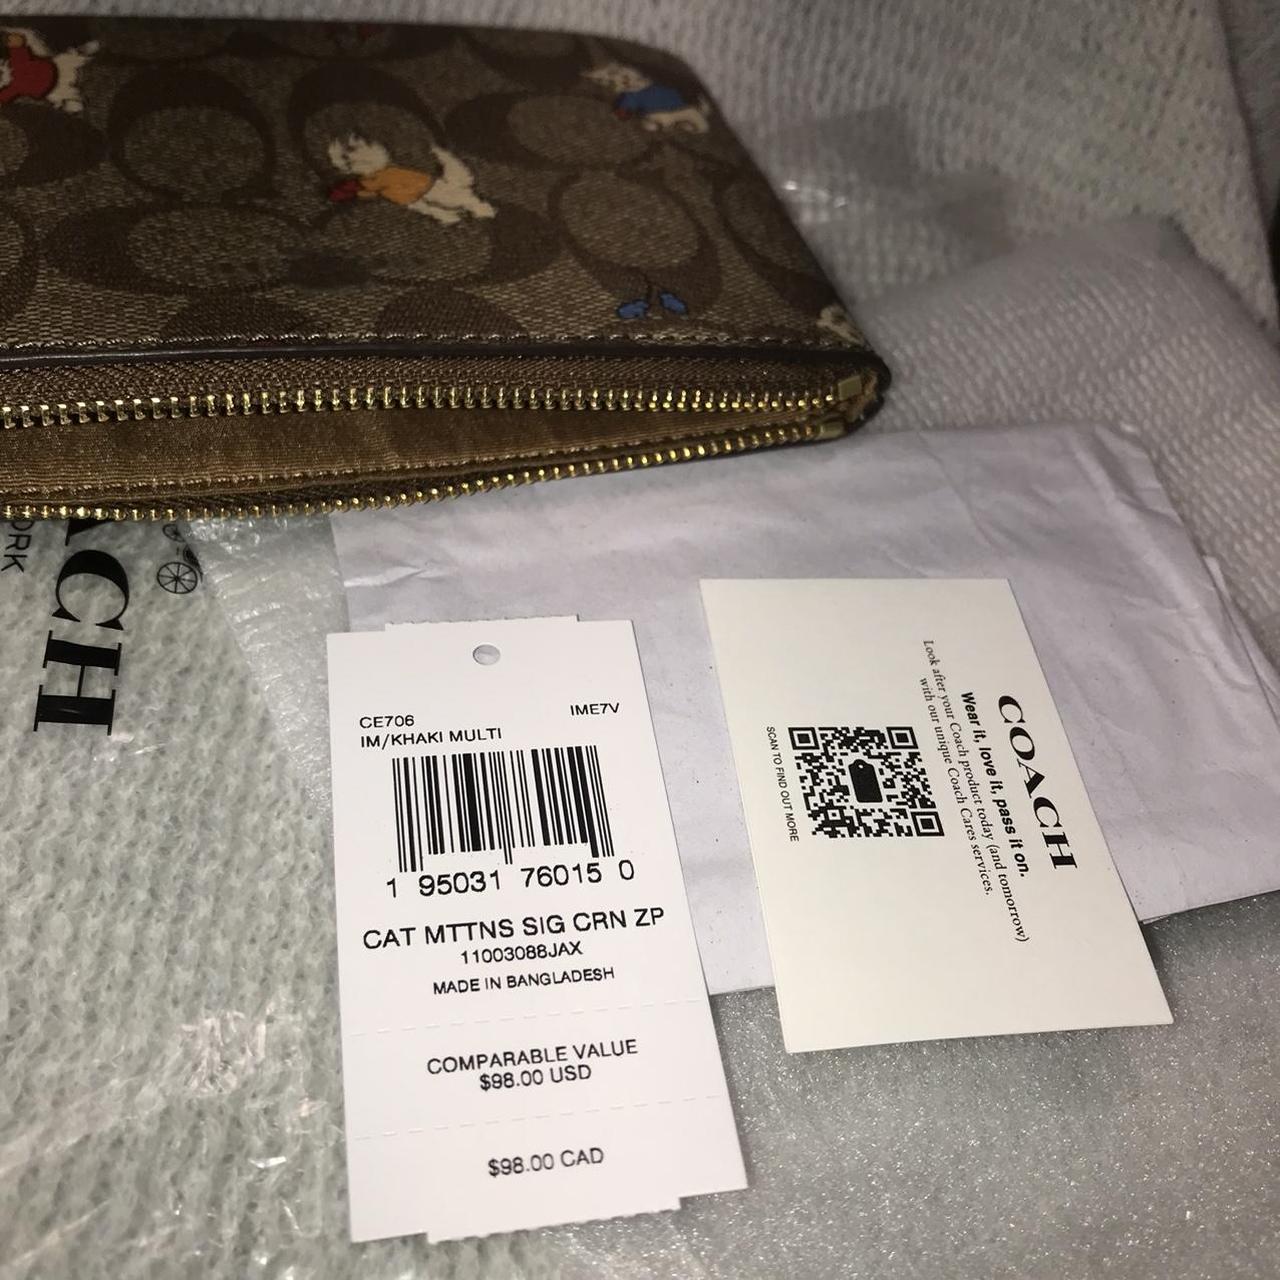 ORK
ACH
CE706
IME7V
IM/KHAKI MULTI
1 95031 76015 0
CAT MTTNS SIG CRN ZP
11003088JAX
MADE IN BANGLADESH
COMPARABLE VALUE
$98.00 USD
$98.00 CAD
COACH
Wear it, love it, pass it on.
Look after your Coach product today (and tomorrow)
with our unique Coach Cares services.
SCAN TO FIND OUT MORE